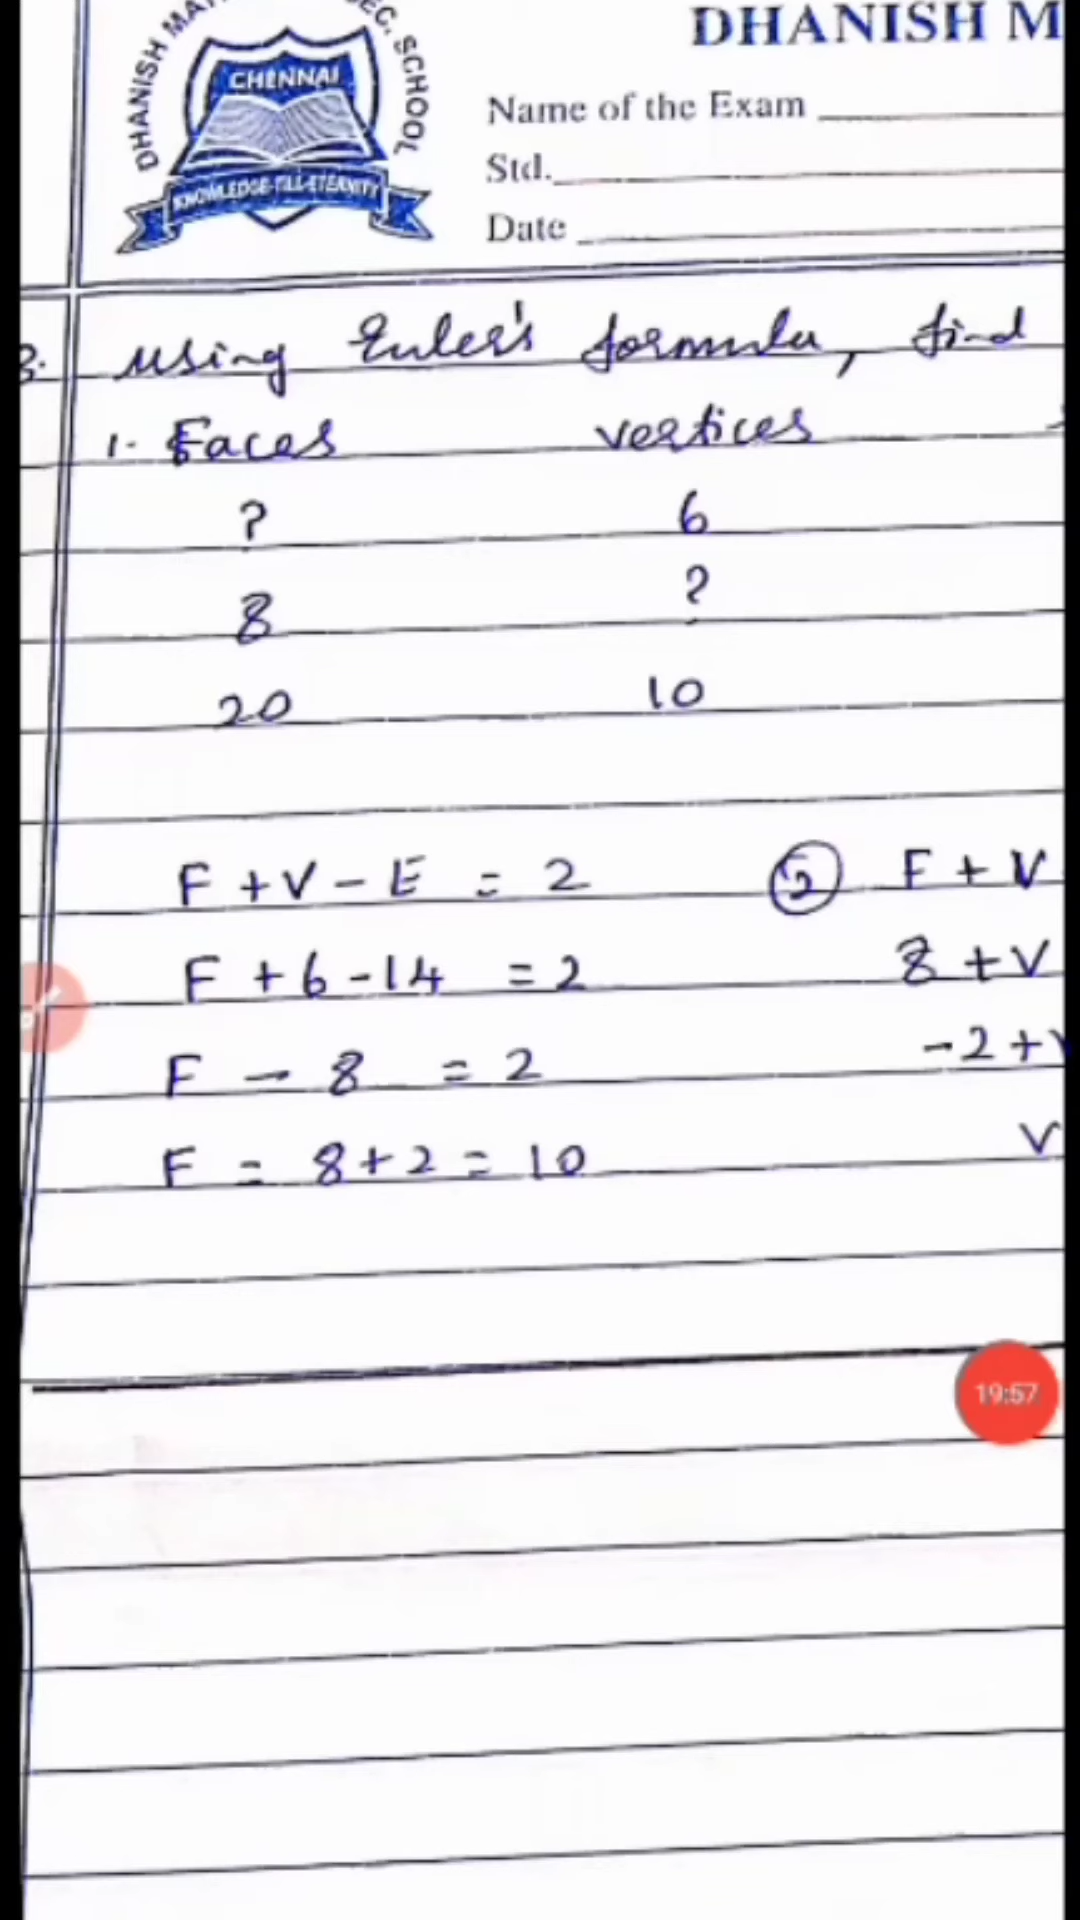 DHANISH MAT SEC. SCHOOL
CHENNAI
KNOWLEDGE-TILL-ETERNITY
DHANISH M
Name of the Exam
Std.
Date
3. using Euler's formula, find
1. Faces vertices
? 6
8 ?
20 10
F + V - E = 2 ② F + V
F + 6 - 14 = 2 8 + V
F - 8 = 2 -2 + V
F = 8 + 2 = 10 V
19:57